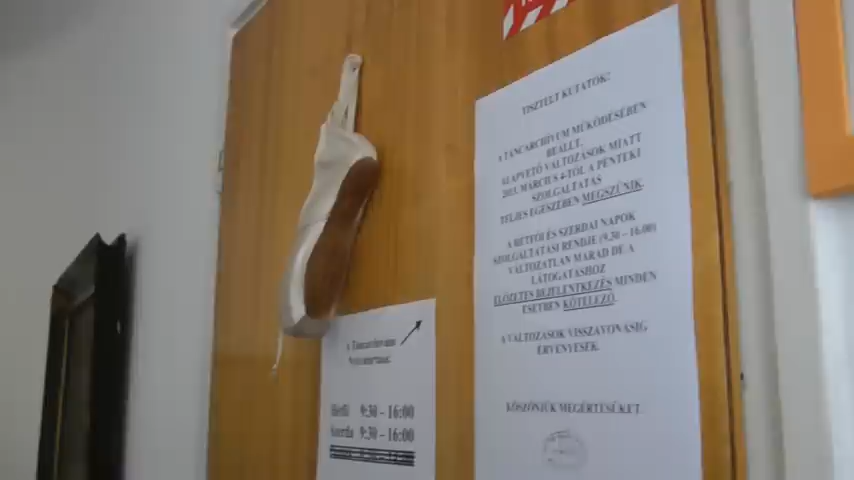 TISZTELT KUTATÓK!
A TÁNCARCHÍVUM MŰKÖDÉSÉBEN
BEÁLLT,
ALAPVETŐ VÁLTOZÁSOK MIATT
2013. MÁRCIUS 4-TŐL A PÉNTEKI
SZOLGÁLTATÁS
TELJES EGÉSZÉBEN MEGSZŰNIK.
A HÉTFŐI ÉS SZERDAI NAPOK
SZOLGÁLTATÁSI RENDJE (9.30 – 16.00)
VÁLTOZATLAN MARAD DE A
LÁTOGATÁSHOZ
ELŐZETES BEJELENTKEZÉS MINDEN
ESETBEN KÖTELEZŐ.
A VÁLTOZÁSOK VISSZAVONÁSIG
ÉRVÉNYESEK.
KÖSZÖNJÜK MEGÉRTÉSÜKET.
a Táncarchívum
Nyitvatartása:
Hétfő 9:30 – 16:00
Szerda 9:30 – 16:00